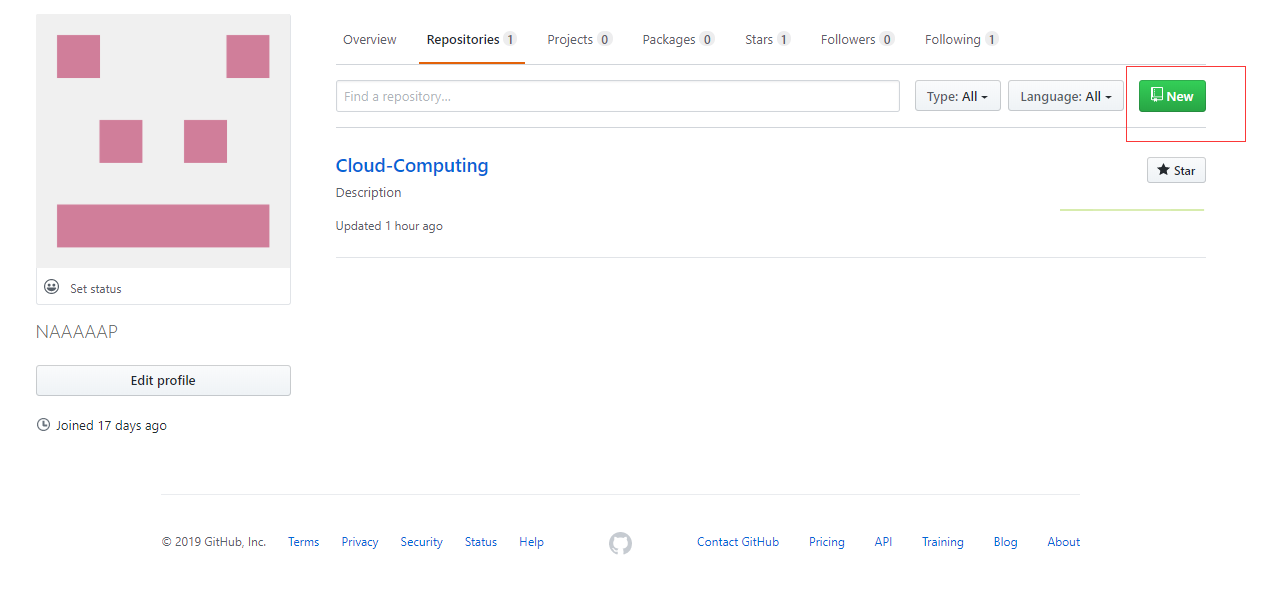 Overview Repositories 1 Projects 0 Packages 0 Stars 1 Followers 0 Following 1
Find a repository... Type: All Language: All New
Cloud-Computing
Star
Description
Updated 1 hour ago
Set status
NAAAAAP
Edit profile
Joined 17 days ago
© 2019 GitHub, Inc. Terms Privacy Security Status Help Contact GitHub Pricing API Training Blog About